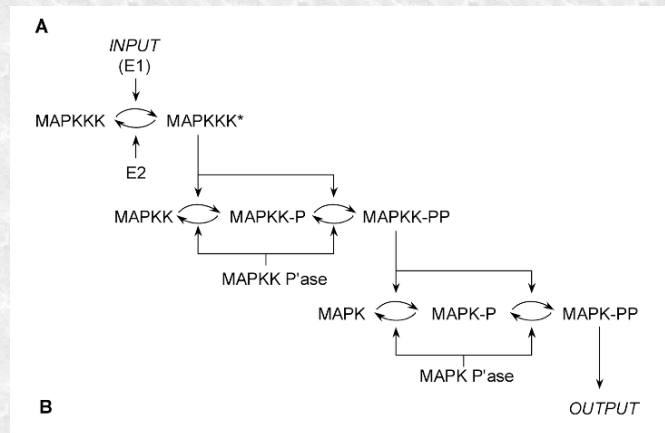 A
INPUT
(E1)
MAPKKK MAPKKK*
E2
MAPKK MAPKK-P MAPKK-PP
MAPKK P'ase
MAPK MAPK-P MAPK-PP
MAPK P'ase
B OUTPUT